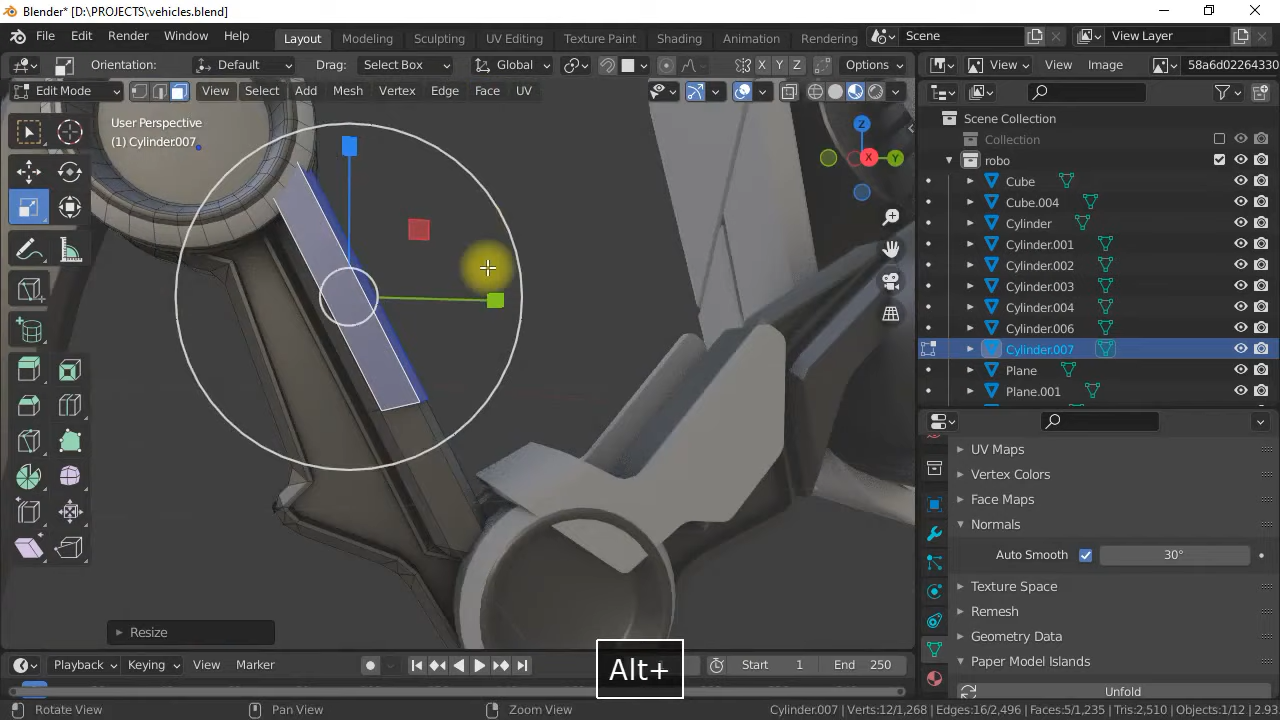 Blender* [D:\PROJECTS\vehicles.blend]
File Edit Render Window Help Layout Modeling Sculpting UV Editing Texture Paint Shading Animation Rendering Scene View Layer
Orientation: Default Drag: Select Box Global X Y Z Options View View Image 58a6d02264330
Edit Mode View Select Add Mesh Vertex Edge Face UV
User Perspective
(1) Cylinder.007
Z
Y
X
Scene Collection
Collection
robo
Cube
Cube.004
Cylinder
Cylinder.001
Cylinder.002
Cylinder.003
Cylinder.004
Cylinder.006
Cylinder.007
Plane
Plane.001
UV Maps
Vertex Colors
Face Maps
Normals
Auto Smooth 30°
Texture Space
Remesh
Geometry Data
Paper Model Islands
Unfold
Resize
Alt+
Playback Keying View Marker Start 1 End 250
Rotate View Pan View Zoom View Cylinder.007 | Verts:12/1,268 | Edges:16/2,496 | Faces:5/1,235 | Tris:2,510 | Objects:1/12 | 2.93